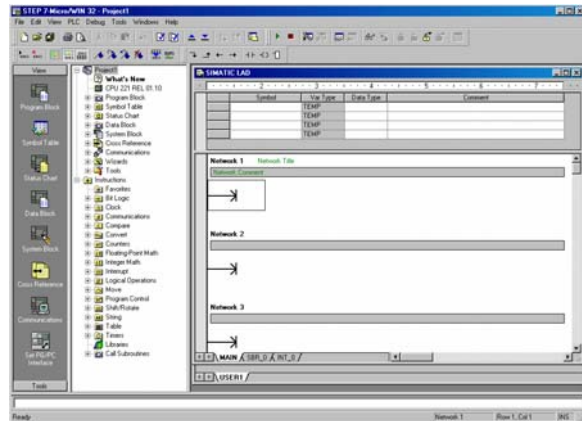 STEP 7-Micro/WIN 32 - Project1
File Edit View PLC Debug Tools Windows Help
View
Program Block
Symbol Table
Status Chart
Data Block
System Block
Cross Reference
Communications
Set PG/PC Interface
Tools
Project1
What's New
CPU 221 REL 01.10
Program Block
Symbol Table
Status Chart
Data Block
System Block
Cross Reference
Communications
Wizards
Tools
Instructions
Favorites
Bit Logic
Clock
Communications
Compare
Convert
Counters
Floating-Point Math
Integer Math
Interrupt
Logical Operations
Move
Program Control
Shift/Rotate
String
Table
Timers
Libraries
Call Subroutines
SIMATIC LAD
Symbol Var Type Data Type Comment
TEMP
TEMP
TEMP
TEMP
Network 1 Network Title
Network Comment
Network 2
Network 3
MAIN SBR_0 INT_0
USER1
Ready Network 1 Row 1, Col 1 INS